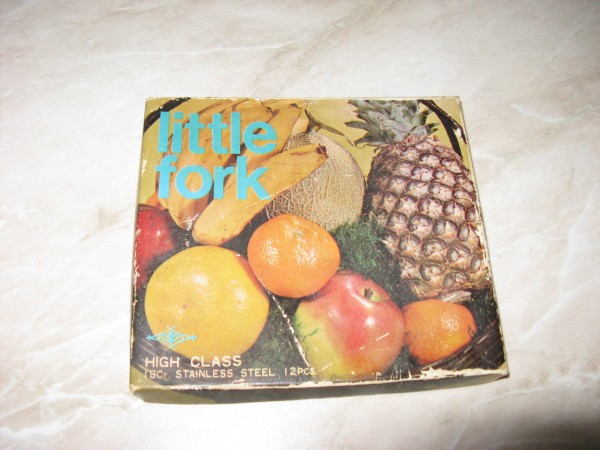 little
fork
HIGH CLASS
18Cr. STAINLESS STEEL 12PCS.